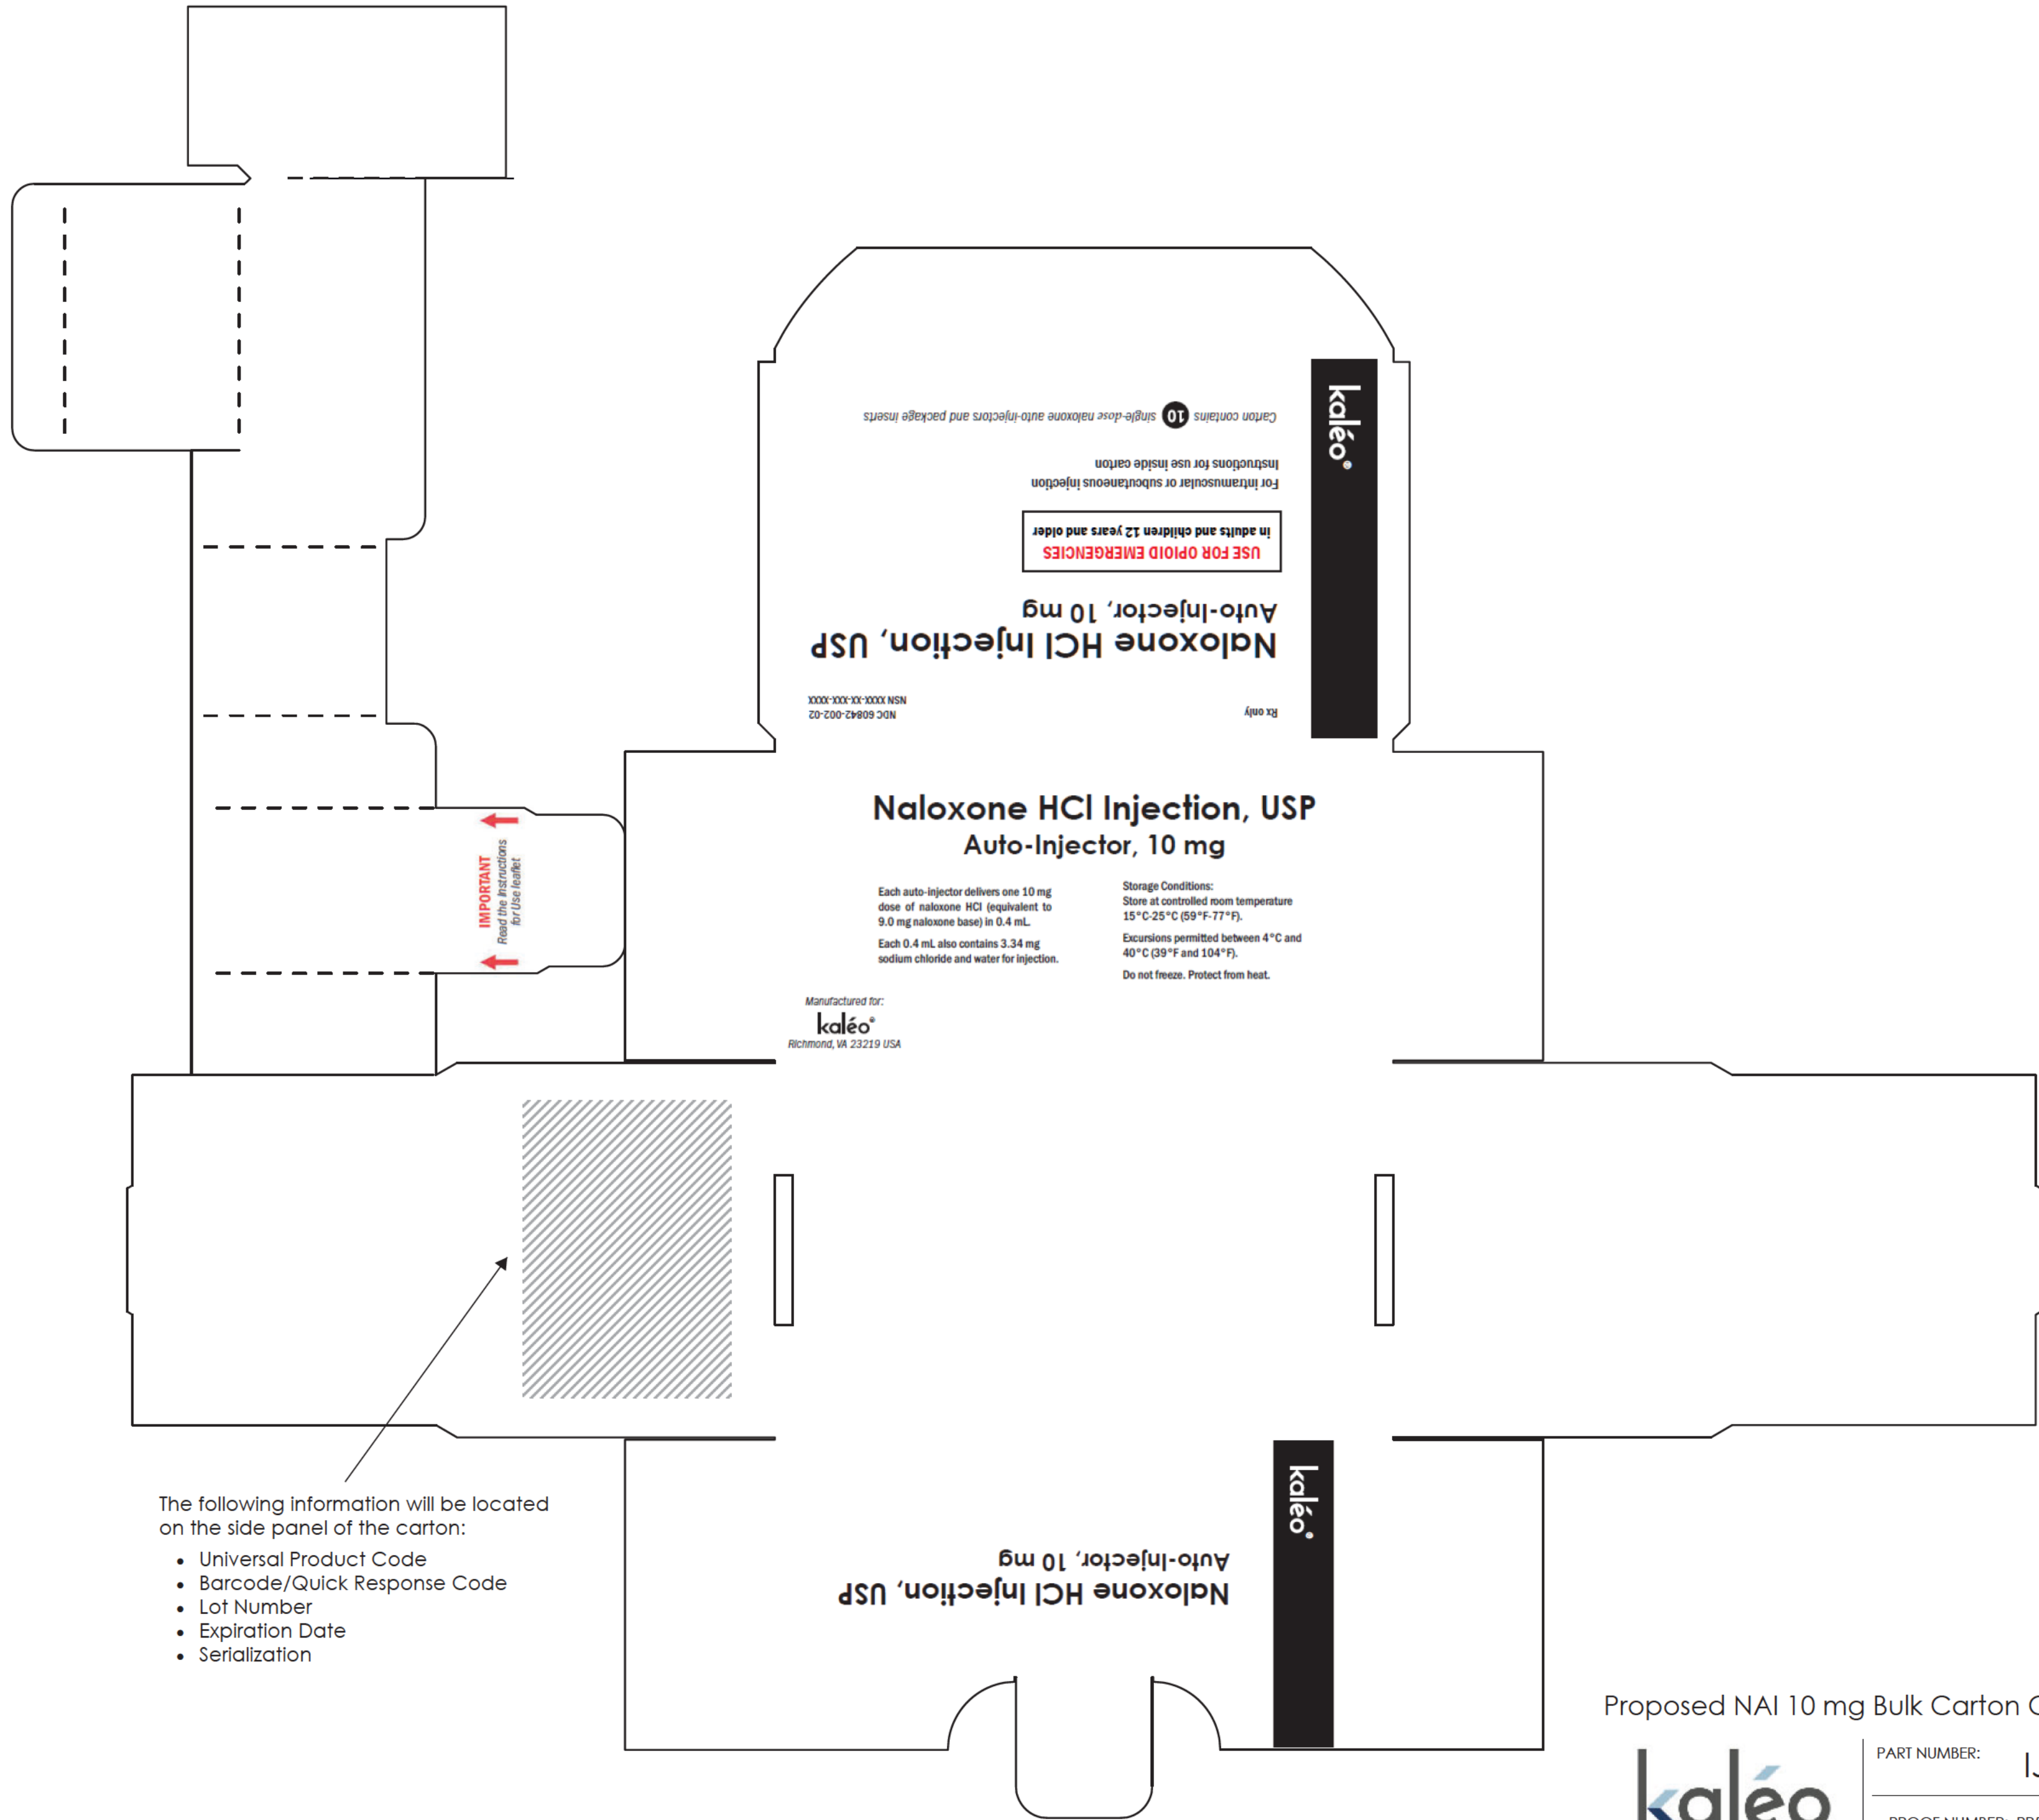 kaléo®
Carton contains 10 single-dose naloxone auto-injectors and package inserts
Instructions for use inside carton
For intramuscular or subcutaneous injection
in adults and children 12 years and older
USE FOR OPIOID EMERGENCIES
Auto-Injector, 10 mg
Naloxone HCl Injection, USP
NSN XXXX-XX-XXX-XXXX
NDC 60842-002-02
Rx only
Naloxone HCl Injection, USP
Auto-Injector, 10 mg
Each auto-injector delivers one 10 mg
dose of naloxone HCl (equivalent to
9.0 mg naloxone base) in 0.4 mL.
Each 0.4 mL also contains 3.34 mg
sodium chloride and water for injection.
Storage Conditions:
Store at controlled room temperature
15°C-25°C (59°F-77°F).
Excursions permitted between 4°C and
40°C (39°F and 104°F).
Do not freeze. Protect from heat.
Manufactured for:
kaléo®
Richmond, VA 23219 USA
IMPORTANT
Read the Instructions
for Use leaflet
The following information will be located
on the side panel of the carton:
• Universal Product Code
• Barcode/Quick Response Code
• Lot Number
• Expiration Date
• Serialization
kaléo®
Auto-Injector, 10 mg
Naloxone HCl Injection, USP
Proposed NAI 10 mg Bulk Carton
kaléo
PART NUMBER: